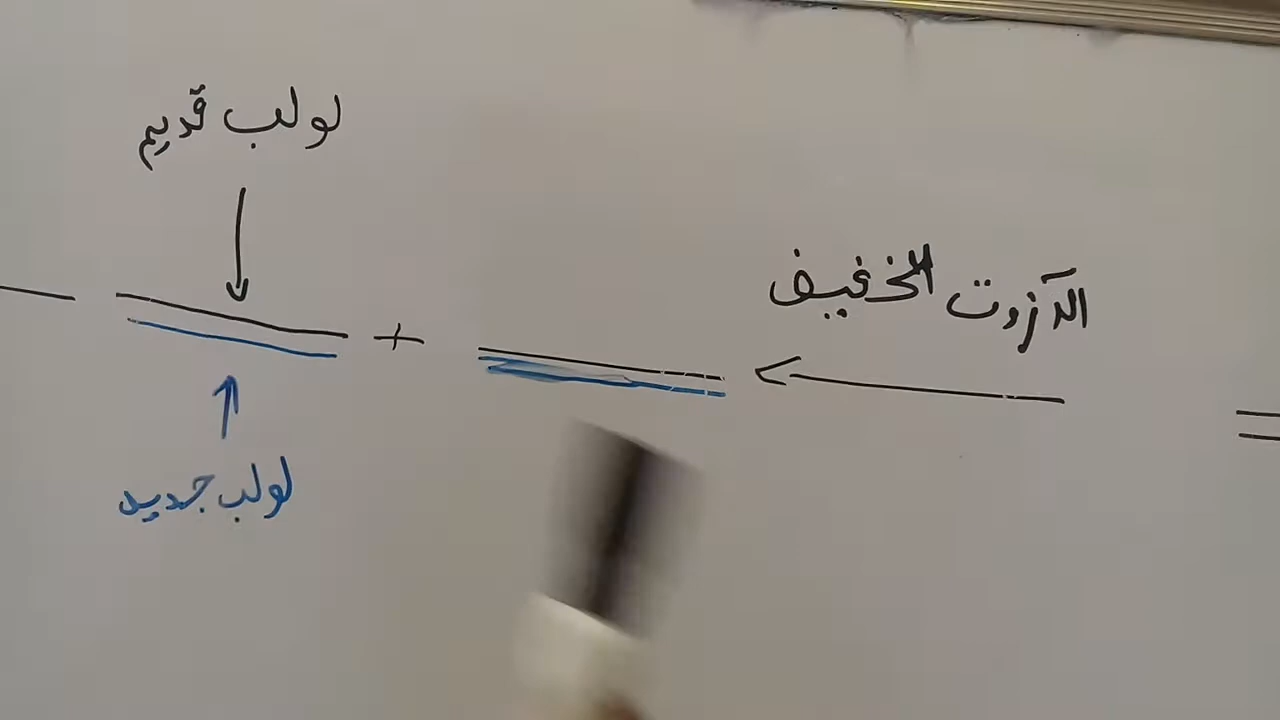 لولب قديم
الآزوت الخفيف
لولب جديد